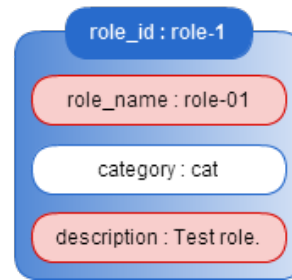 role_id : role-1
role_name : role-01
category : cat
description : Test role.